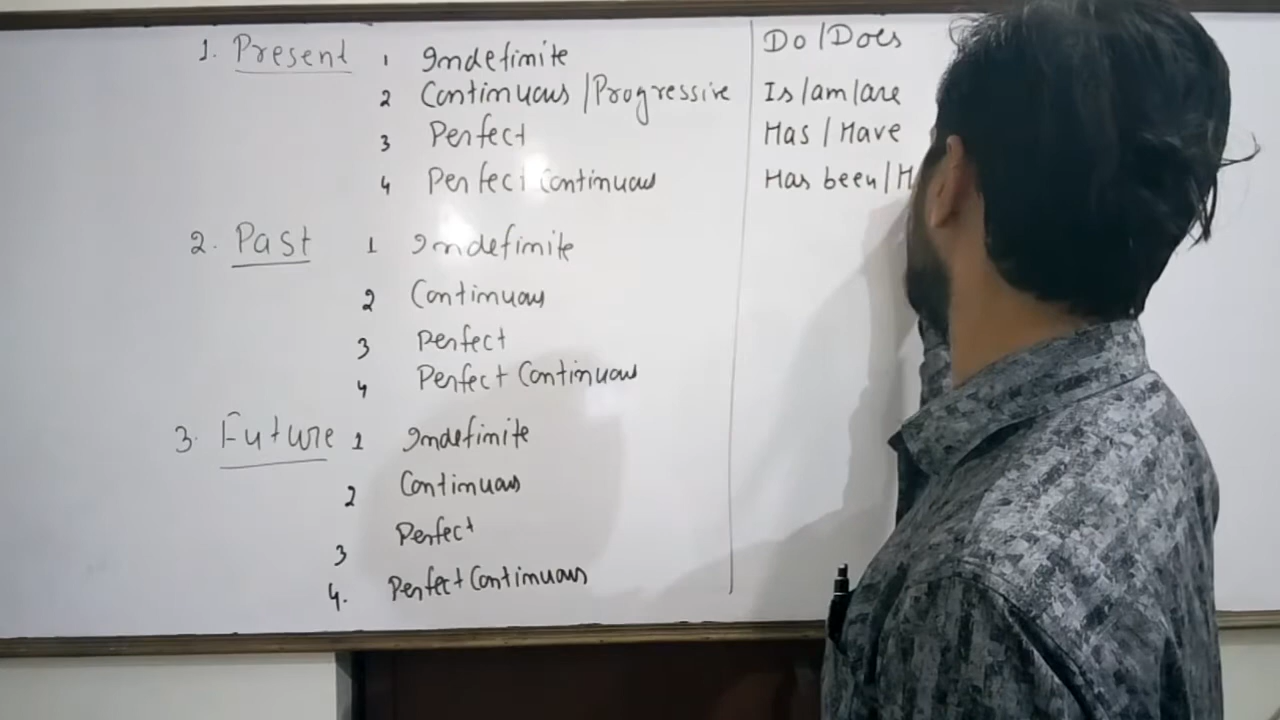 1. Present 1 Indefinite Do/Does
2 Continuous/Progressive Is/am/are
3 Perfect Has/Have
4 Perfect Continuous Has been/H
2. Past 1 Indefinite
2 Continuous
3 Perfect
4 Perfect Continuous
3. Future 1 Indefinite
2 Continuous
3 Perfect
4. Perfect Continuous